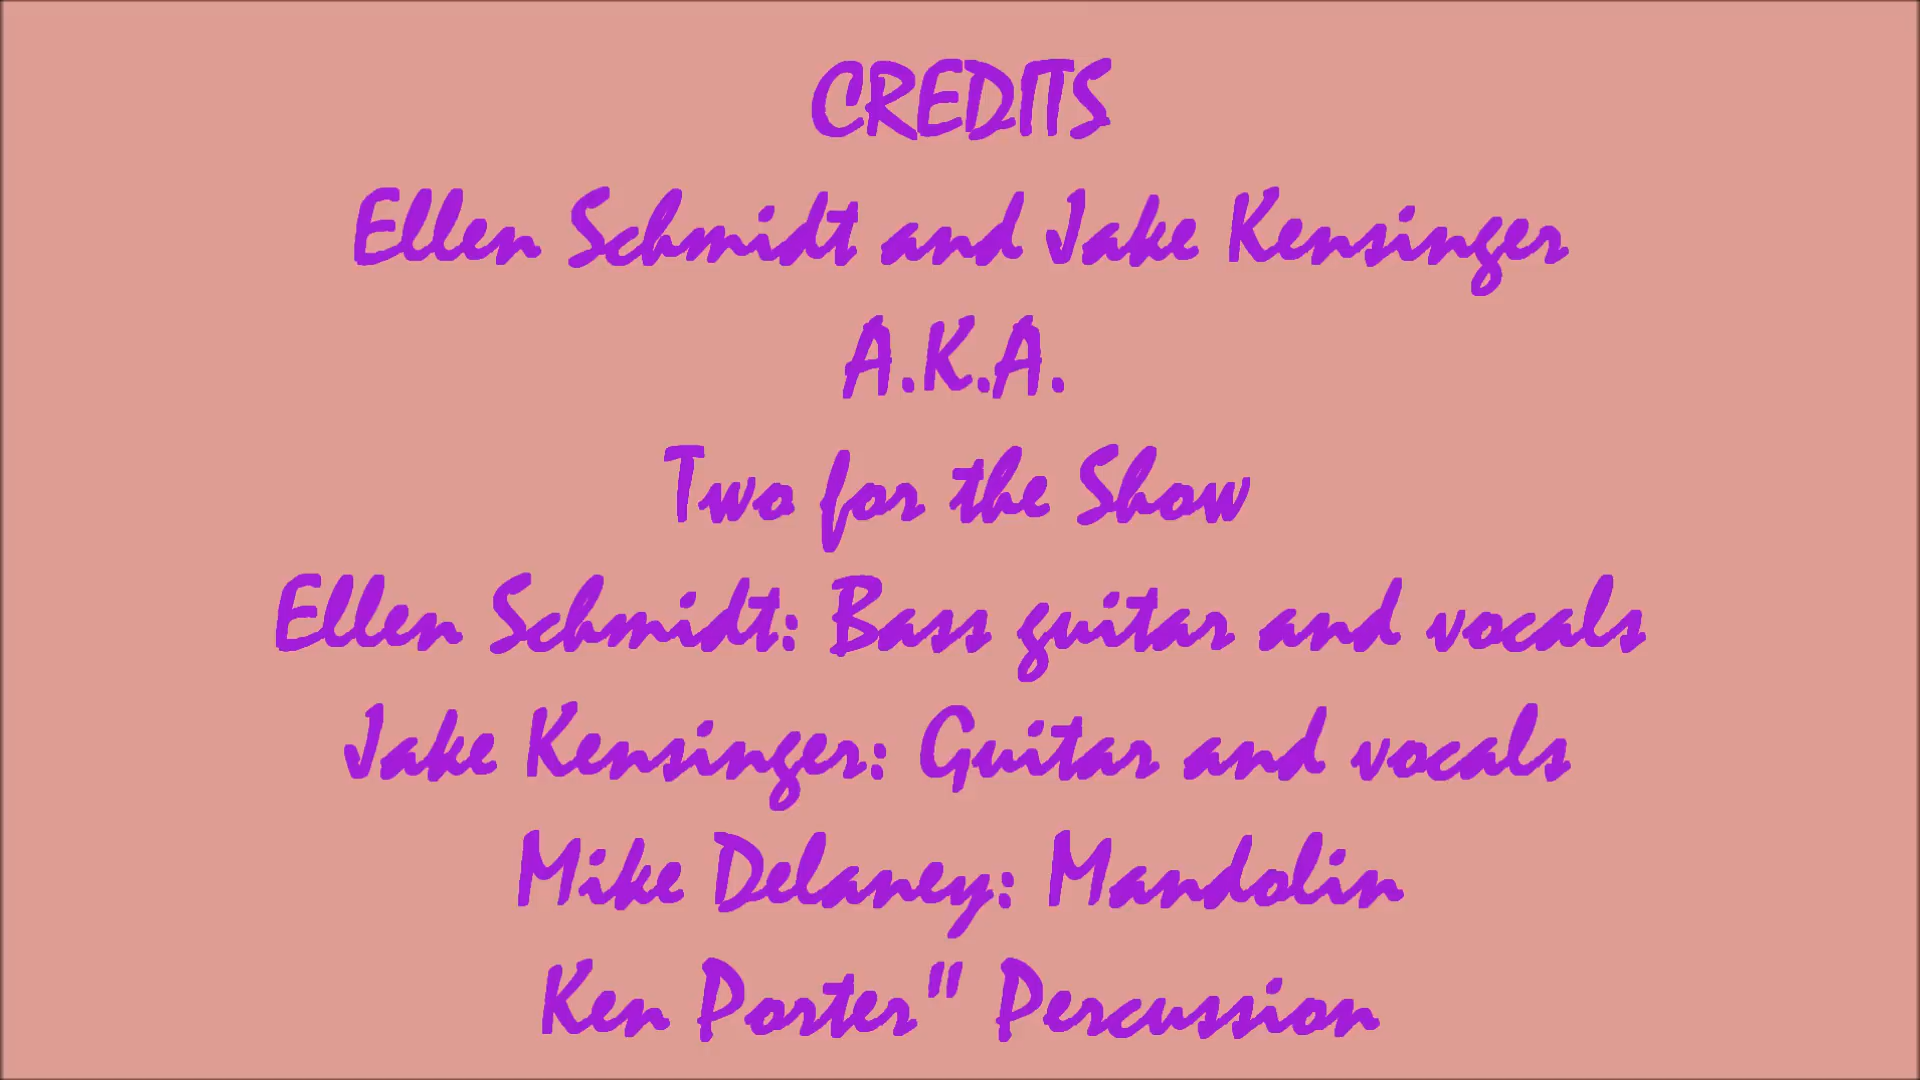 CREDITS
Ellen Schmidt and Jake Kensinger
A.K.A.
Two for the Show
Ellen Schmidt: Bass guitar and vocals
Jake Kensinger: Guitar and vocals
Mike Delaney: Mandolin
Ken Porter" Percussion